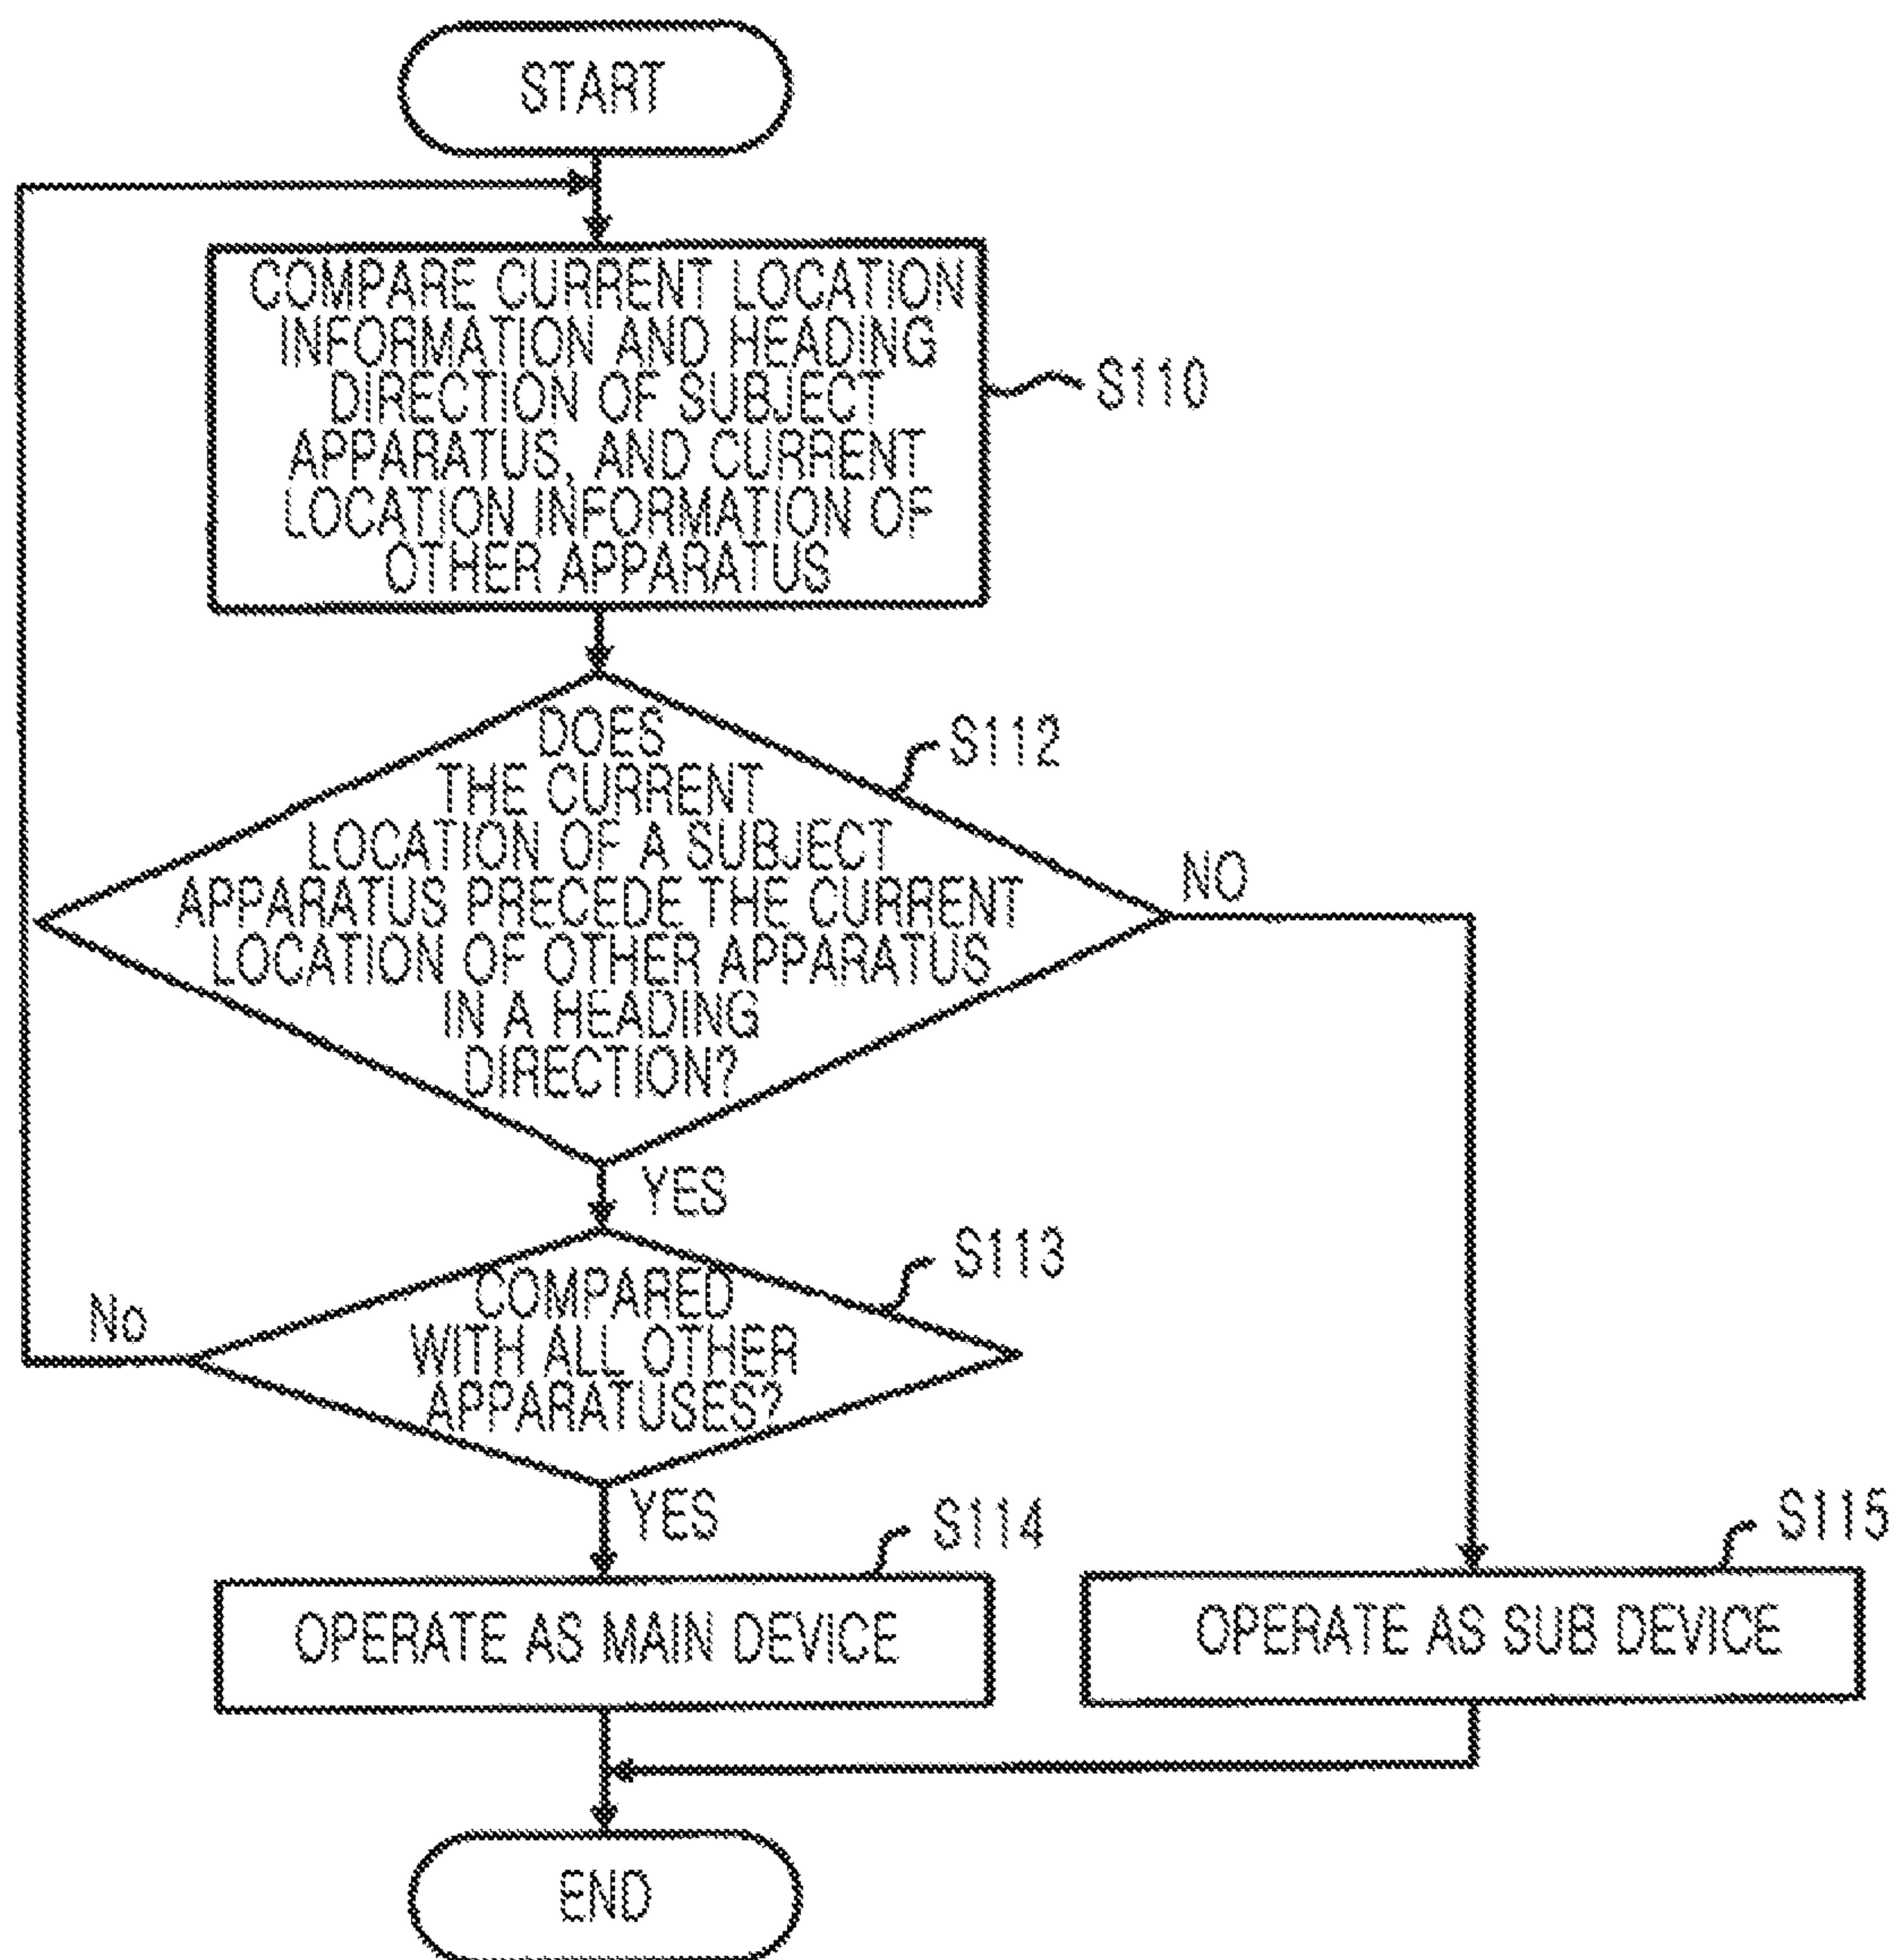 START
COMPARE CURRENT LOCATION
INFORMATION AND HEADING
DIRECTION OF SUBJECT
APPARATUS, AND CURRENT
LOCATION INFORMATION OF
OTHER APPARATUS
S110
DOES
THE CURRENT
LOCATION OF A SUBJECT
APPARATUS PRECEDE THE CURRENT
LOCATION OF OTHER APPARATUS
IN A HEADING
DIRECTION?
S112
NO
YES
COMPARED
WITH ALL OTHER
APPARATUSES?
S113
No
YES
OPERATE AS MAIN DEVICE
S114
OPERATE AS SUB DEVICE
S115
END